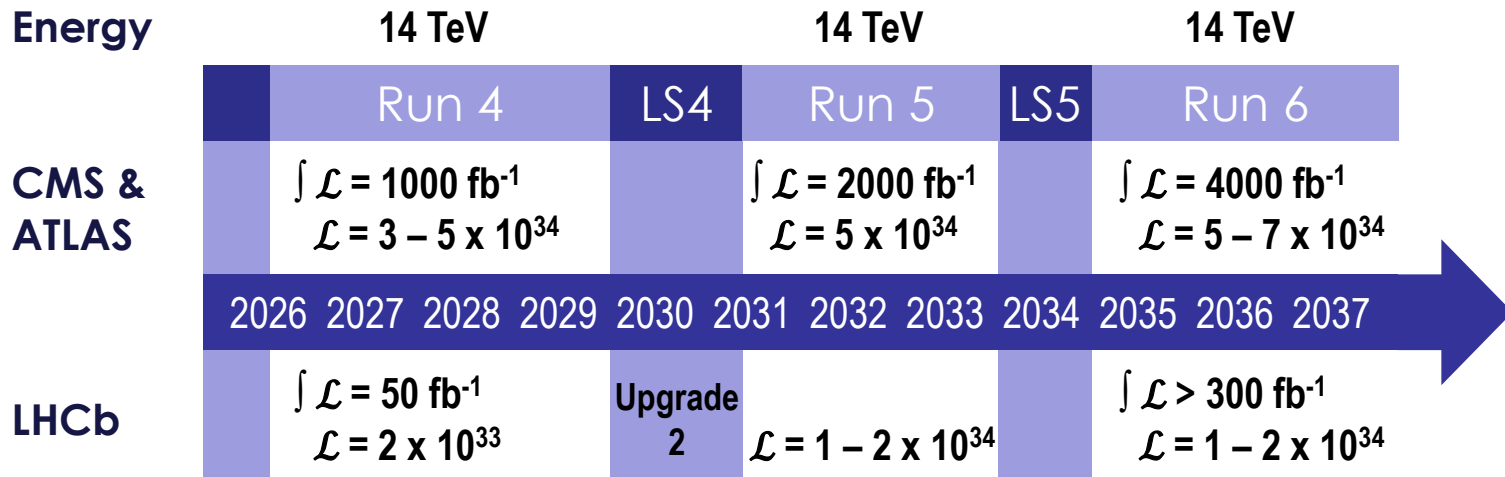 Energy 14 TeV 14 TeV 14 TeV
Run 4 LS4 Run 5 LS5 Run 6
CMS & ATLAS
∫ ℒ = 1000 fb⁻¹ ∫ ℒ = 2000 fb⁻¹ ∫ ℒ = 4000 fb⁻¹
ℒ = 3 – 5 x 10³⁴ ℒ = 5 x 10³⁴ ℒ = 5 – 7 x 10³⁴
2026 2027 2028 2029 2030 2031 2032 2033 2034 2035 2036 2037
LHCb
∫ ℒ = 50 fb⁻¹ Upgrade ∫ ℒ > 300 fb⁻¹
ℒ = 2 x 10³³ 2 ℒ = 1 – 2 x 10³⁴ ℒ = 1 – 2 x 10³⁴